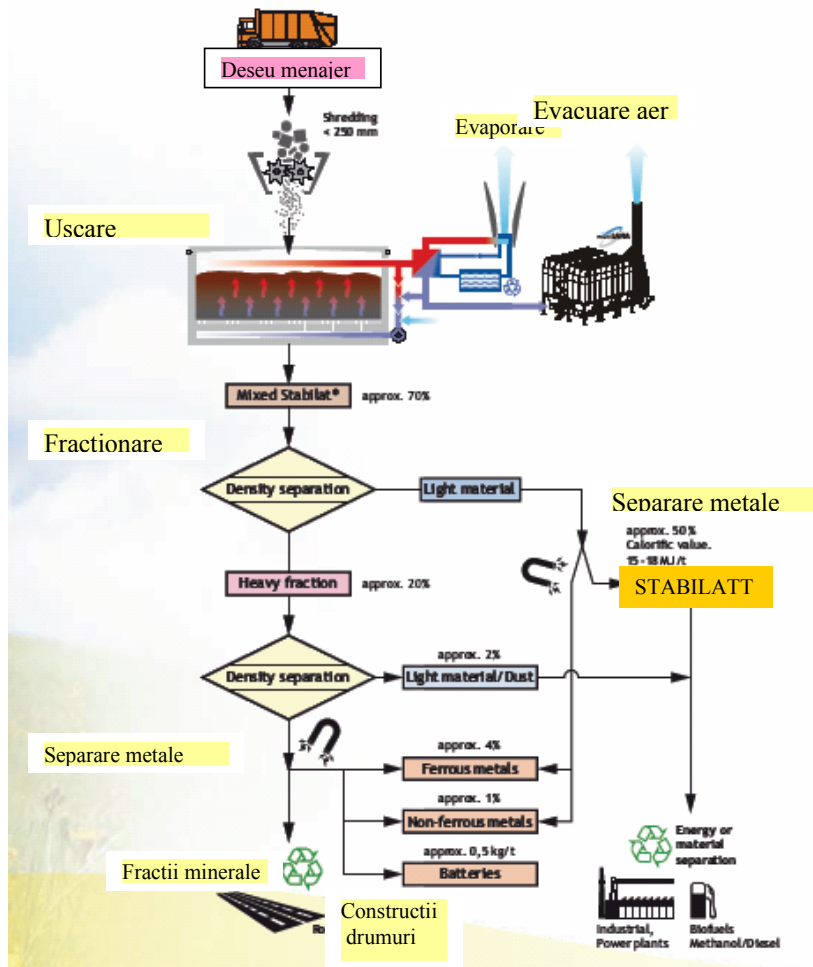 Deseu menajer
Shredding
< 250 mm
Evaporare
Evacuare aer
Uscare
Mixed Stabilat®
approx. 70%
Fractionare
Density separation
Light material
Separare metale
approx. 50%
Calorific value.
15-18 MJ/t
STABILATT
Heavy fraction
approx. 20%
approx. 2%
Density separation
Light material/Dust
Separare metale
approx. 4%
Ferrous metals
approx. 1%
Non-ferrous metals
approx. 0,5 kg/t
Batteries
Energy or
material
separation
Fractii minerale
Constructii
drumuri
Industrial,
Power plants
Biofuels
Methanol/Diesel